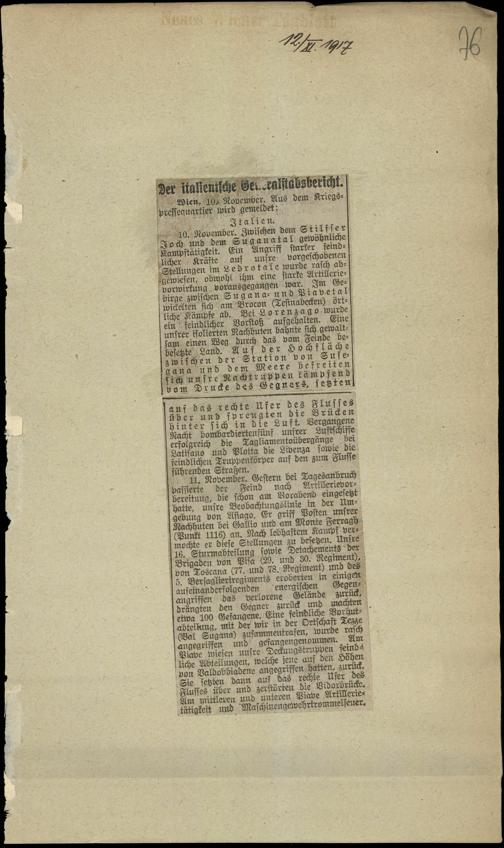 12/XI. 1917
76
Der italienische Generalstabsbericht.
Wien, 10. November. Aus dem Kriegs-
pressequartier wird gemeldet:
Italien.
10. November. Zwischen dem Stilfser
Joch und dem Suganatal gewöhnliche
Kampftätigkeit. Ein Angriff starker feind-
licher Kräfte auf unsre vorgeschobenen
Stellungen im Ledrotale wurde rasch ab-
gewiesen, obwohl ihm eine starke Artillerie-
vorwirkung vorausgegangen war. Im Ge-
birge zwischen Sugana- und Piavetal
wickelten sich am Brocon (Tesinabecken) ört-
liche Kämpfe ab. Bei Lorenzago wurde
ein feindlicher Vorstoß aufgehalten. Eine
unsrer isolierten Nachhuten bahnte sich gewalt-
sam einen Weg durch das vom Feinde be-
besetzte Land. Auf der Hochfläche
zwischen der Station von Suse-
gana und dem Meere befreiten
sich unsre Nachtruppen kämpfend
vom Drucke des Gegners, setzten
auf das rechte Ufer des Flusses
über und sprengten die Brücken
hinter sich in die Luft. Vergangene
Nacht bombardierten fünf unsrer Luftschiffe
erfolgreich die Tagliamentoübergänge bei
Latisano und die Livenza sowie die
feindlichen Truppenkörper auf den zum Flusse
führenden Straßen.
11. November. Gestern bei Tagesanbruch
passierte der Feind nach Artillerievor-
bereitung, die schon am Vorabend eingesetzt
hatte, unsre Beobachtungslinie in der Um-
gebung von Asiago. Er griff Posten unsrer
Nachhuten bei Gallio und am Monte Ferragh
(Punkt 1116) an. Nach lebhaftem Kampf ver-
mochte er diese Stellungen zu besetzen. Unsre
16. Sturmabteilung sowie Detachements der
Brigaden von Pisa (29. und 30. Regiment),
von Toscana (77. und 78. Regiment) und des
5. Bersaglieriregiments eroberten in einigen
aufeinanderfolgenden energischen Gegen-
angriffen das verlorene Gelände zurück,
drängten den Gegner zurück und machten
etwa 100 Gefangene. Eine feindliche Vorhut-
abteilung, mit der wir in der Ortschaft Tezze
(Val Sugana) zusammentrafen, wurde rasch
angegriffen und gefangengenommen. Am
Piave wiesen unsre Deckungstruppen feind-
liche Abteilungen, welche jene auf den Höhen
von Valdobbiadene angegriffen hatten, zurück.
Sie setzten dann auf das rechte Ufer des
Flusses über und zerstörten die Vidorbrücke.
Am mittleren und unteren Piave Artillerie-
tätigkeit und Maschinengewehrtrommelfeuer.